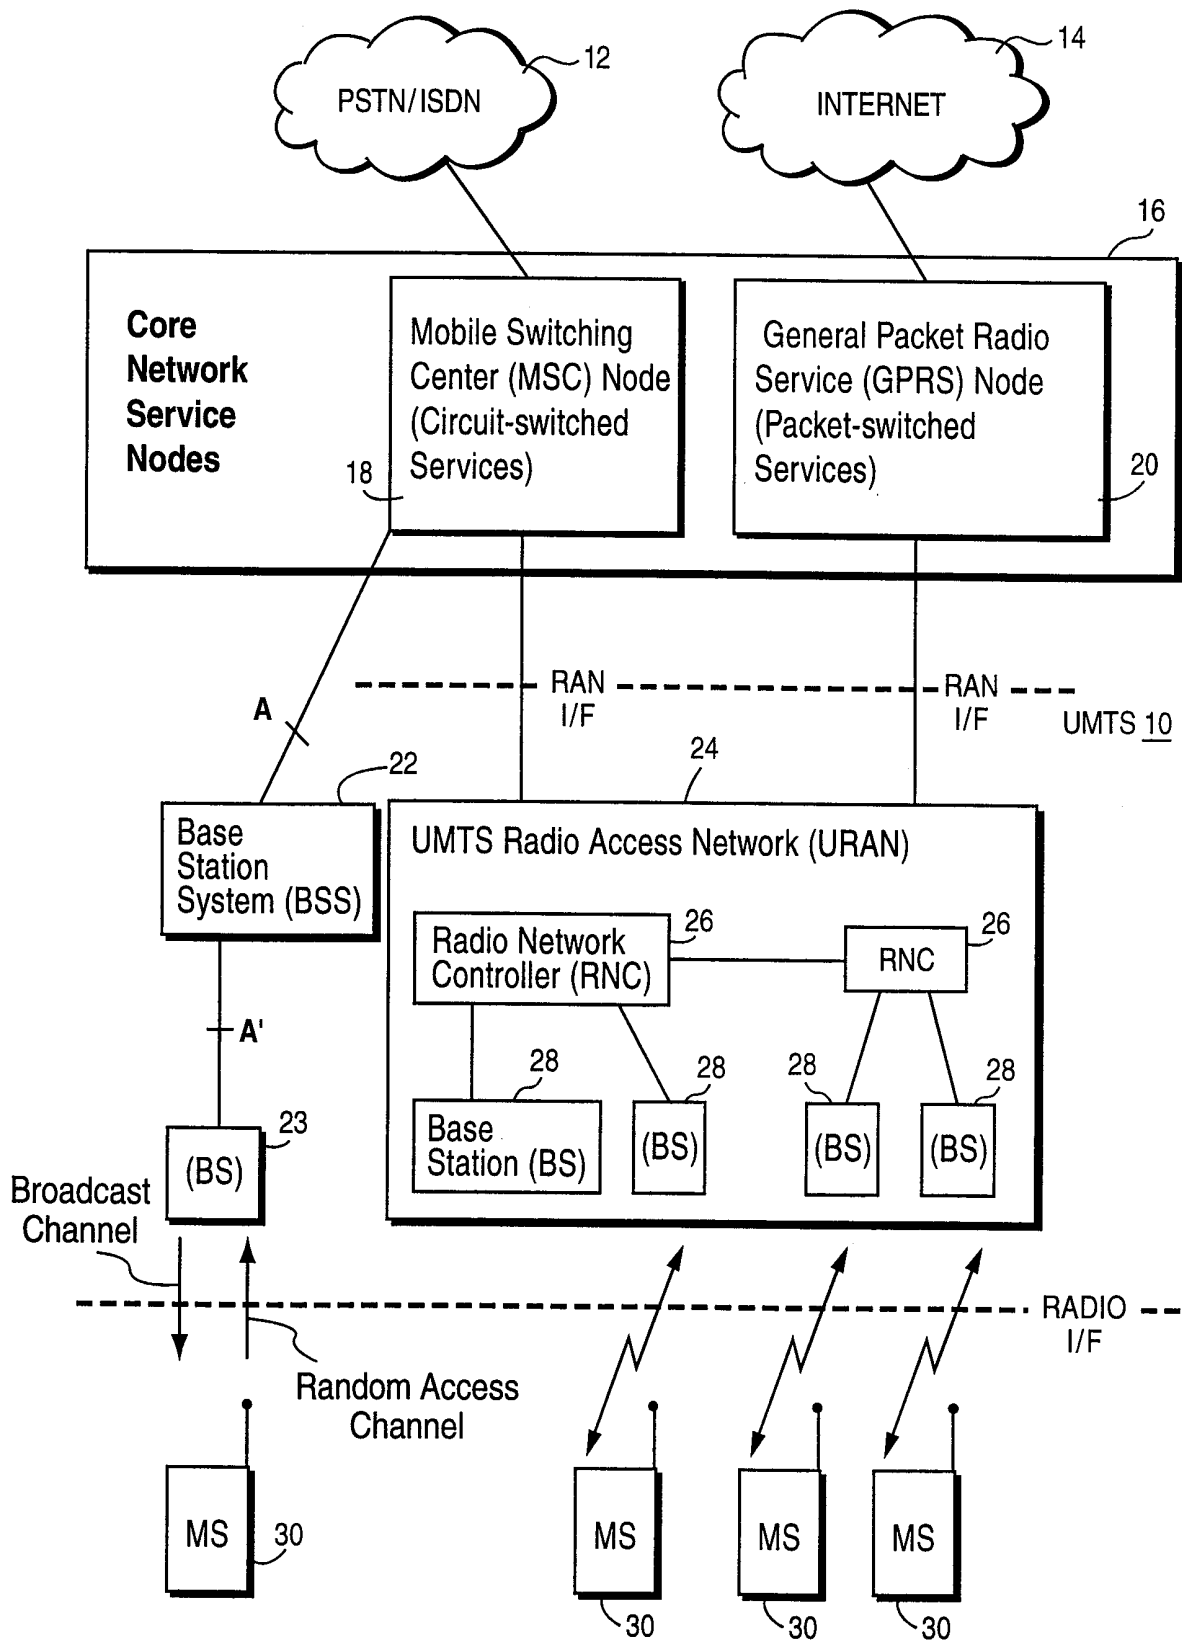 12
14
PSTN/ISDN
INTERNET
16
Core
Network
Service
Nodes
Mobile Switching
Center (MSC) Node
(Circuit-switched
Services)
18
General Packet Radio
Service (GPRS) Node
(Packet-switched
Services)
20
RAN
I/F
RAN
I/F
A
UMTS 10
22
24
Base
Station
System (BSS)
UMTS Radio Access Network (URAN)
26
26
Radio Network
Controller (RNC)
RNC
A'
28
28
28
28
23
Base
Station (BS)
(BS)
(BS)
(BS)
(BS)
Broadcast
Channel
RADIO
I/F
Random Access
Channel
MS
30
MS
30
MS
30
MS
30